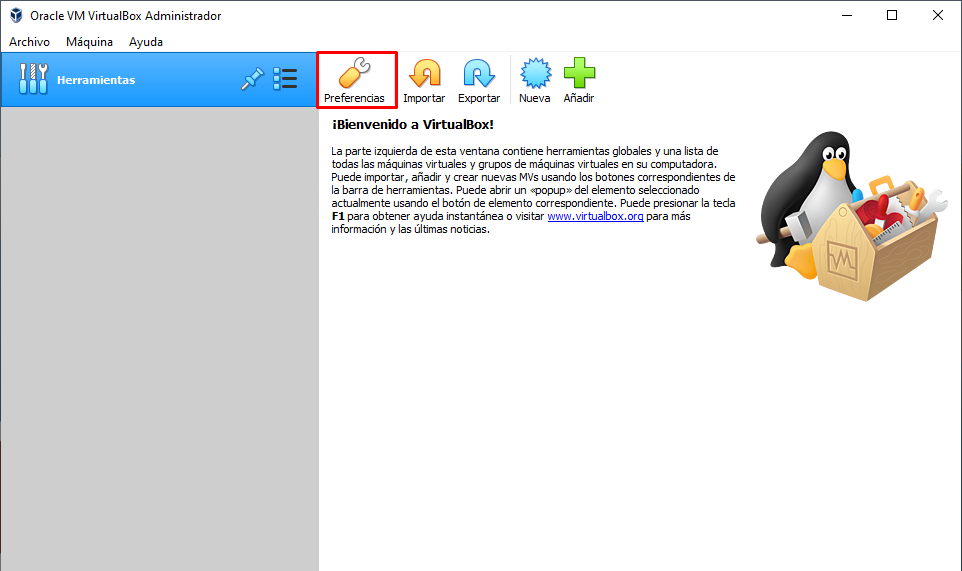 Oracle VM VirtualBox Administrador
Archivo Máquina Ayuda
Herramientas
Preferencias Importar Exportar Nueva Añadir
¡Bienvenido a VirtualBox!
La parte izquierda de esta ventana contiene herramientas globales y una lista de
todas las máquinas virtuales y grupos de máquinas virtuales en su computadora.
Puede importar, añadir y crear nuevas MVs usando los botones correspondientes de
la barra de herramientas. Puede abrir un «popup» del elemento seleccionado
actualmente usando el botón de elemento correspondiente. Puede presionar la tecla
F1 para obtener ayuda instantánea o visitar www.virtualbox.org para más
información y las últimas noticias.